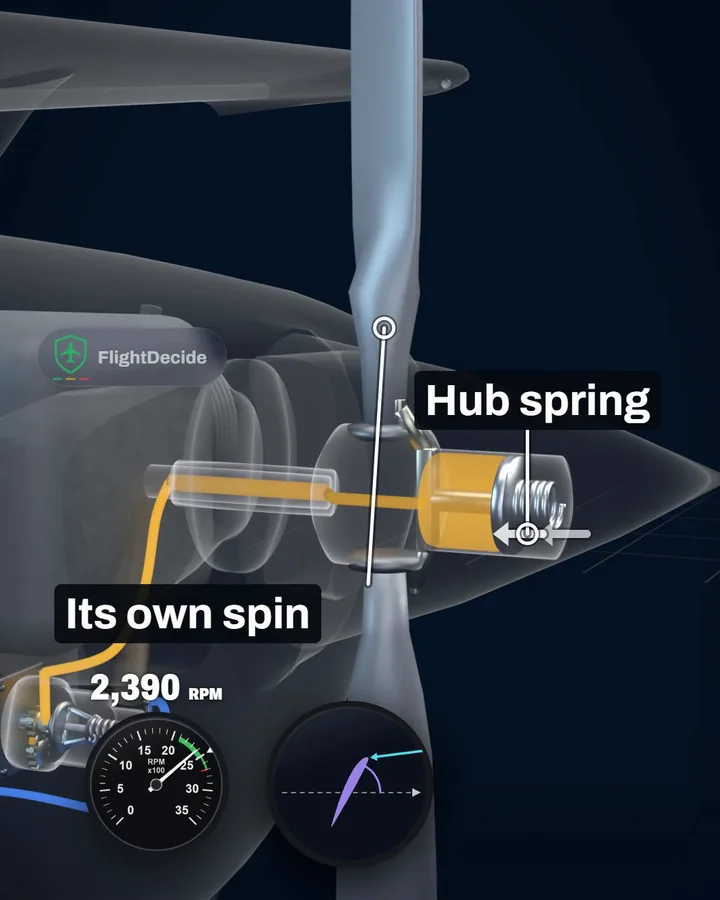 FlightDecide
Hub spring
Its own spin
2,390 RPM
15 20
RPM
x100
10 25
5 30
0 35